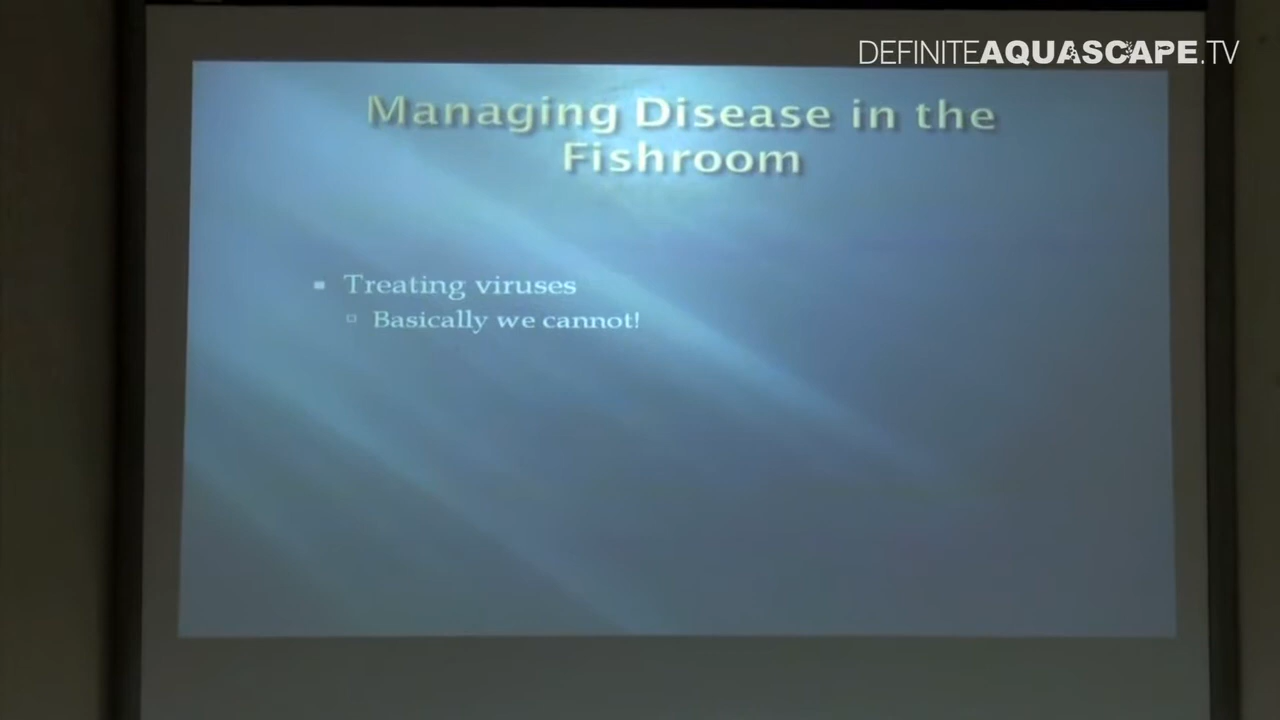 DEFINITEAQUASCAPE.TV
Managing Disease in the
Fishroom
Treating viruses
Basically we cannot!